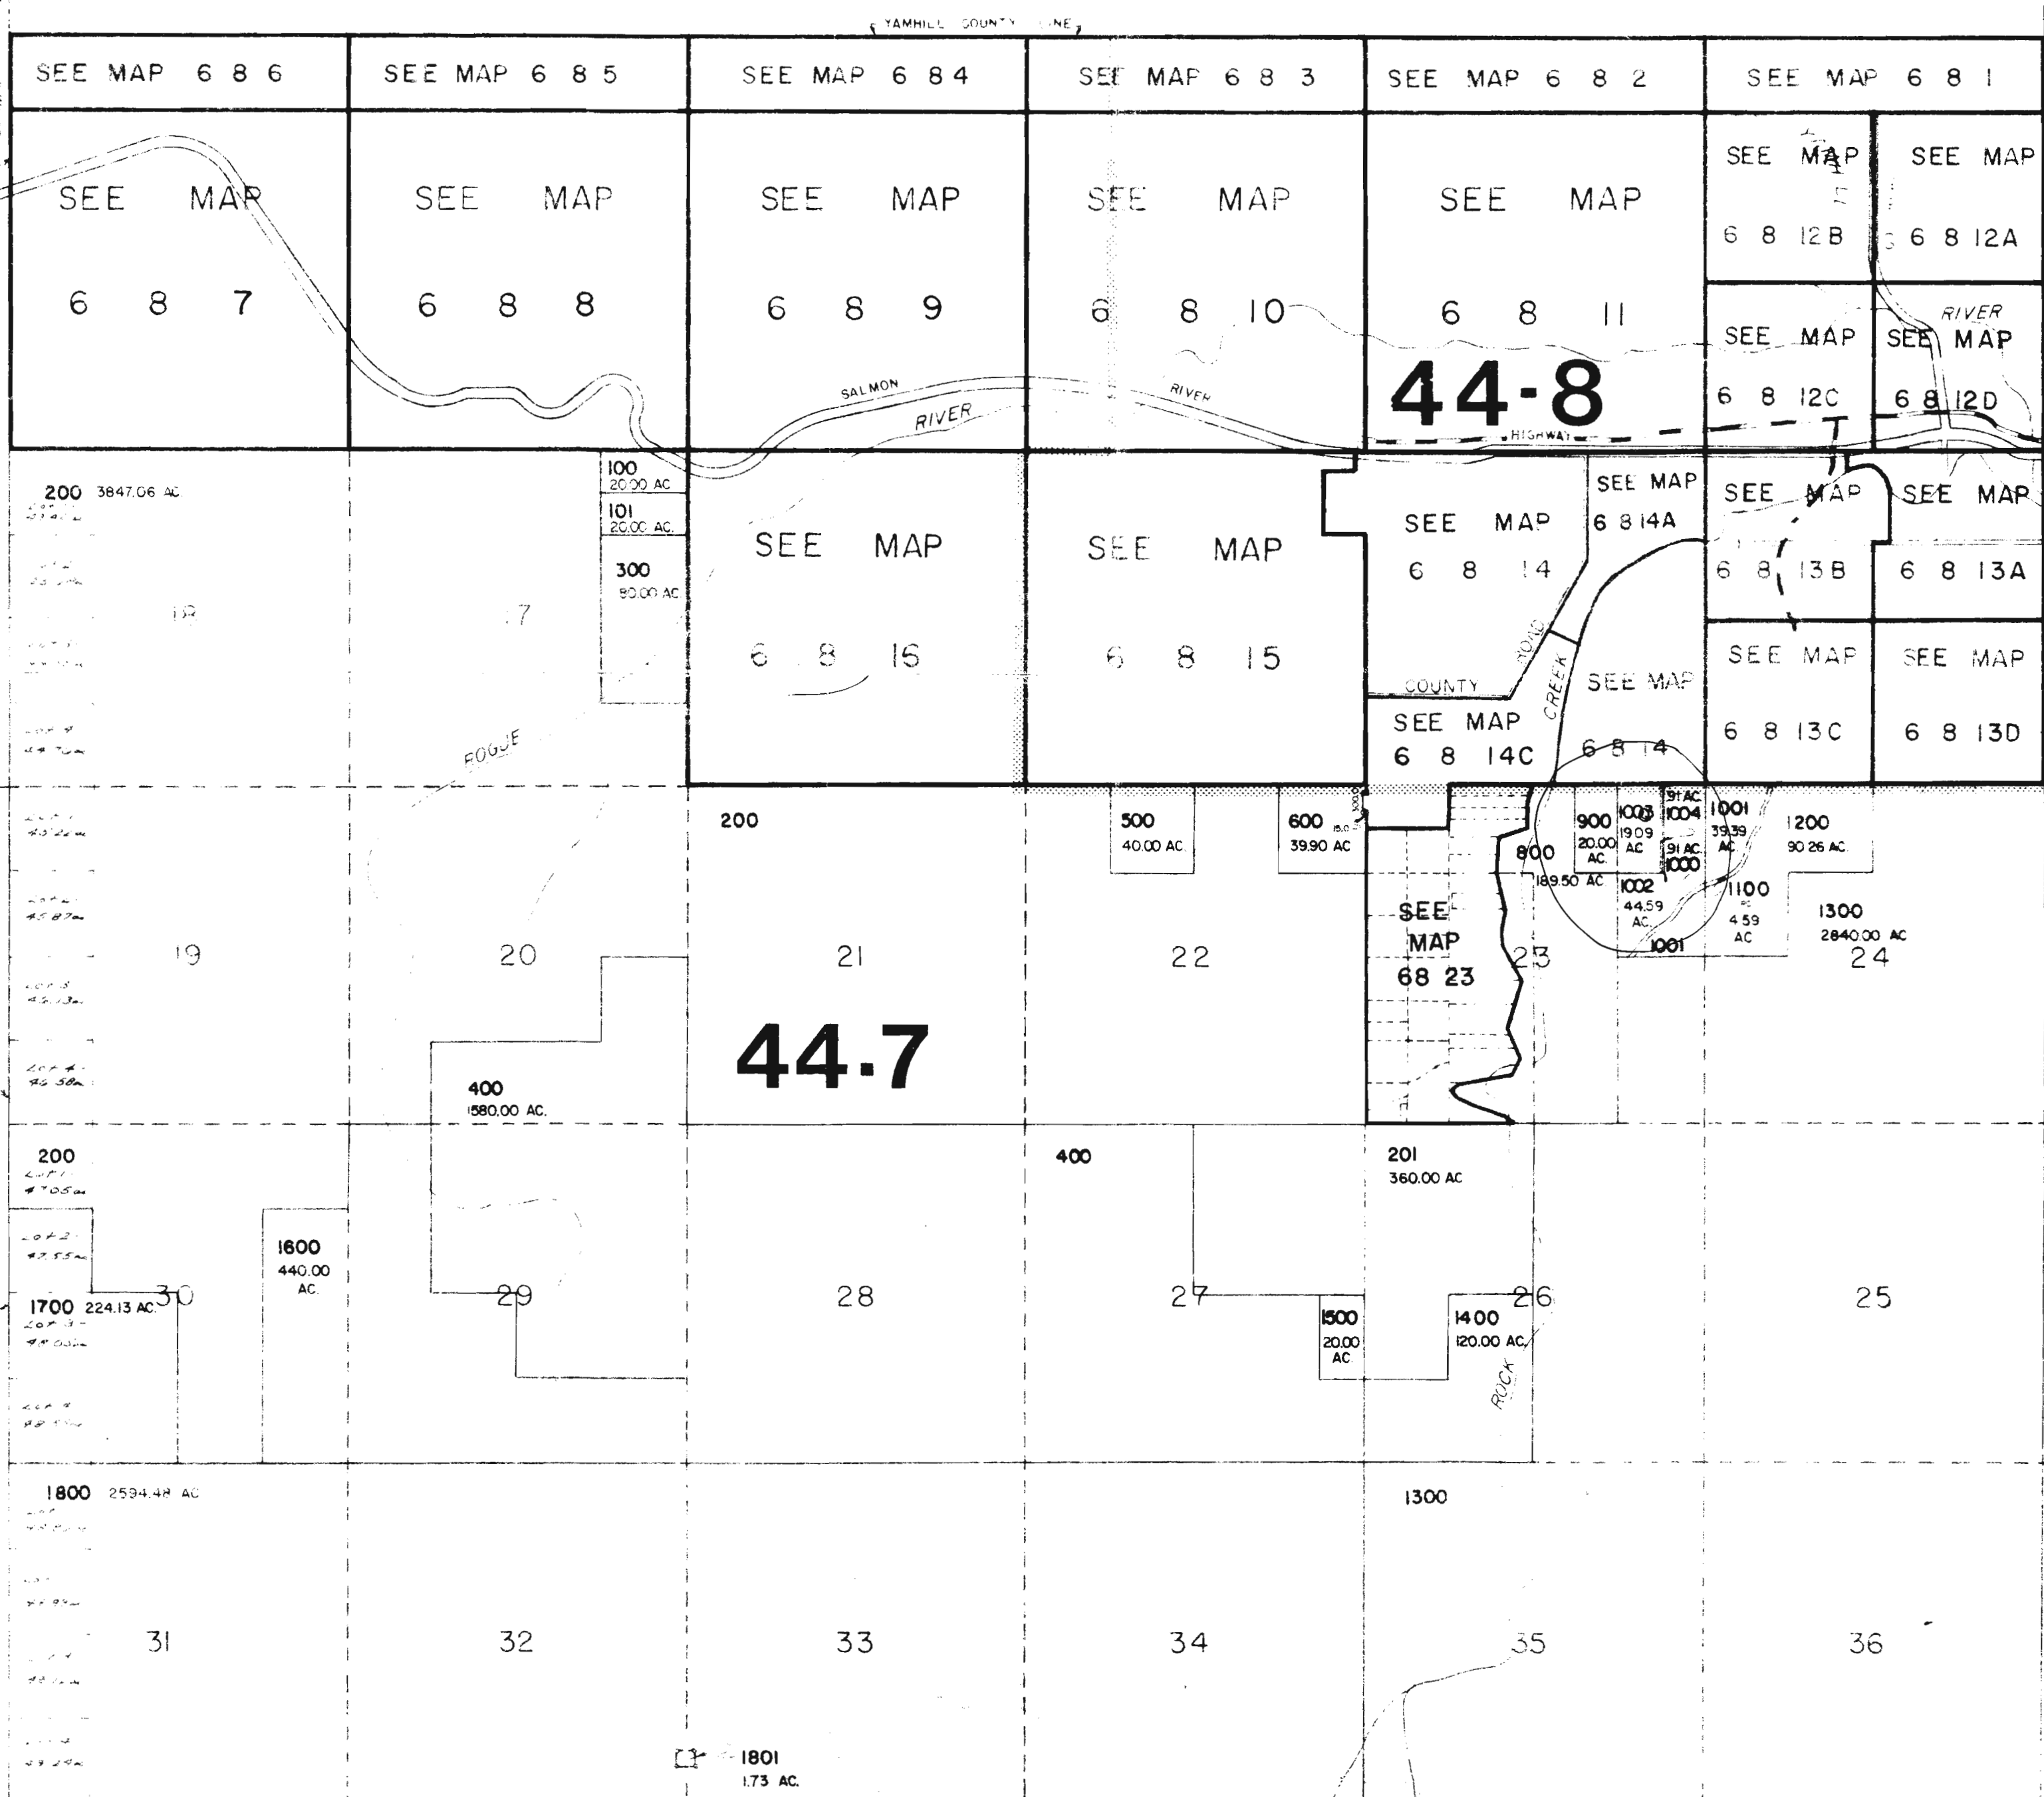 YAMHILL COUNTY LINE
SEE MAP 6 8 6
SEE MAP 6 8 5
SEE MAP 6 8 4
SEE MAP 6 8 3
SEE MAP 6 8 2
SEE MAP 6 8 1
SEE MAP
6 8 7
SEE MAP
6 8 8
SEE MAP
6 8 9
SEE MAP
6 8 10
SEE MAP
6 8 11
SEE MAP
6 8 12B
SEE MAP
6 8 12A
RIVER
SEE MAP
6 8 12C
SEE MAP
6 8 12D
44-8
SALMON
RIVER
RIVER
HIGHWAY
200 3847.06 AC
100
20.00 AC
101
20.00 AC.
300
80.00 AC
18
17
SEE MAP
6 8 16
SEE MAP
6 8 15
SEE MAP
6 8 14
SEE MAP
6 8 14A
SEE MAP
6 8 13B
SEE MAP
6 8 13A
ROAD
COUNTY
CREEK
SEE MAP
6 8 14C
SEE MAP
6 8 14
SEE MAP
6 8 13C
SEE MAP
6 8 13D
ROGUE
200
500
40.00 AC.
600
39.90 AC
800
189.50 AC
900
20.00
AC.
1003
19.09
AC
.91 AC
1004
.91 AC
1000
1001
39.39
AC
1200
90.26 AC.
1002
44.59
AC.
1100
4.59
AC
1300
2840.00 AC
1001
SEE
MAP
6 8 23
19
20
21
22
23
24
44-7
400
1580.00 AC.
200
400
201
360.00 AC
1600
440.00
AC.
1700 224.13 AC.
30
29
28
27
26
25
1500
20.00
AC.
1400
120.00 AC.
ROCK
1800 2594.48 AC
1300
31
32
33
34
35
36
1801
1.73 AC.